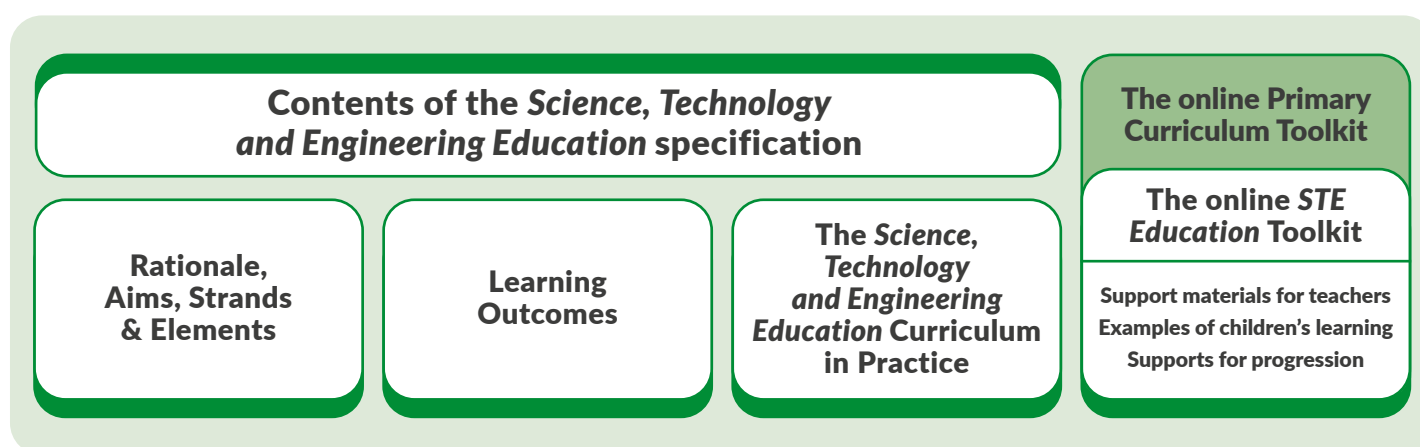 Contents of the Science, Technology
and Engineering Education specification
Rationale,
Aims, Strands
& Elements
Learning
Outcomes
The Science,
Technology
and Engineering
Education Curriculum
in Practice
The online Primary
Curriculum Toolkit
The online STE
Education Toolkit
Support materials for teachers
Examples of children’s learning
Supports for progression